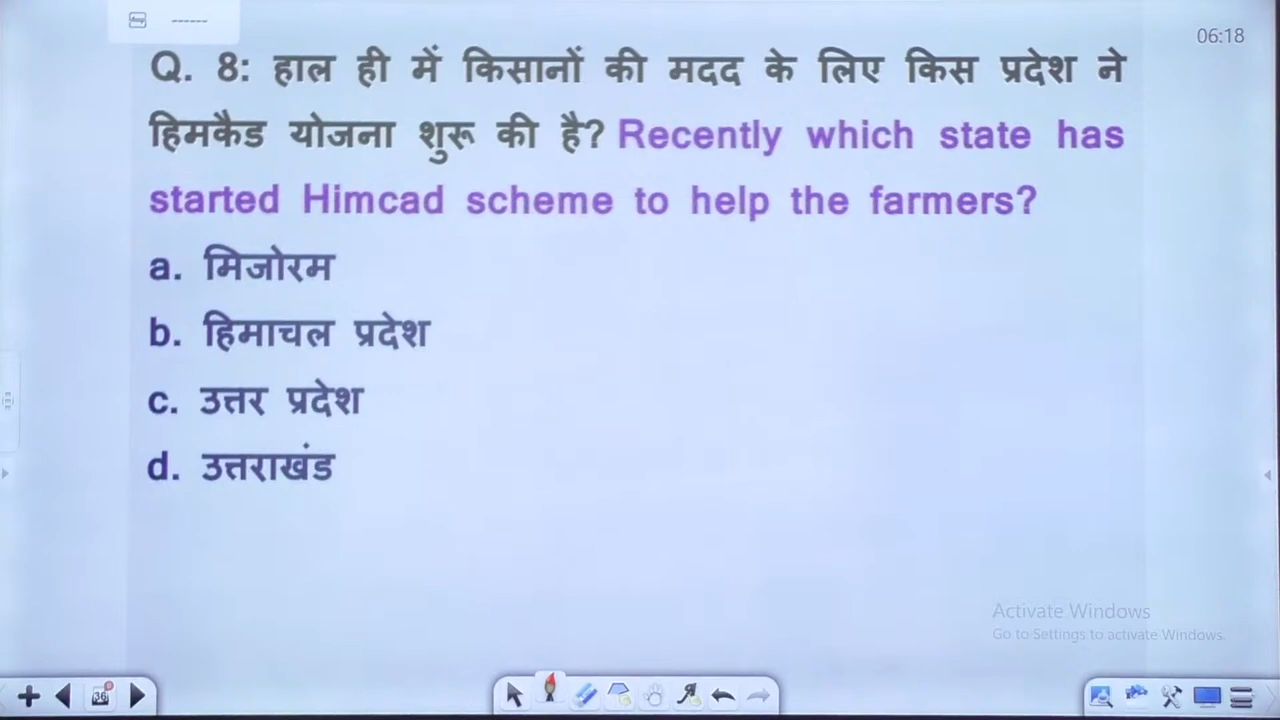 06:18
Q. 8: हाल ही में किसानों की मदद के लिए किस प्रदेश ने
हिमकैड योजना शुरू की है? Recently which state has
started Himcad scheme to help the farmers?
a. मिजोरम
b. हिमाचल प्रदेश
c. उत्तर प्रदेश
d. उत्तराखंड
Activate Windows
Go to Settings to activate Windows.
36